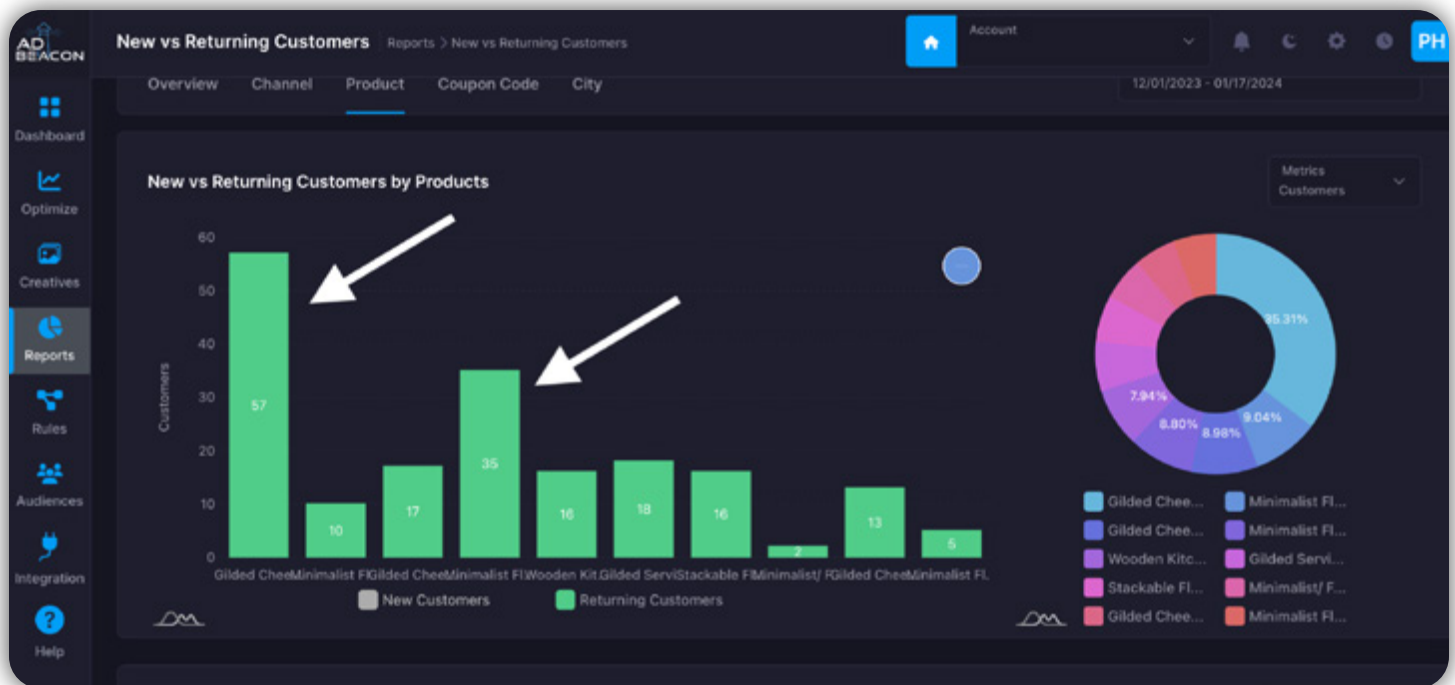 AD BEACON
New vs Returning Customers Reports > New vs Returning Customers
Account
PH
Overview Channel Product Coupon Code City
12/01/2023 - 01/17/2024
Dashboard
Optimize
Creatives
Reports
Rules
Audiences
Integration
?
Help
New vs Returning Customers by Products
Metrics
Customers
Customers
60
50
40
30
20
10
0
57
10
17
35
16
18
16
2
13
5
Gilded Chee Minimalist Fl Gilded Chee Minimalist Fl. Wooden Kit. Gilded Servi Stackable Fl Minimalist/ F Gilded Chee Minimalist Fl.
New Customers Returning Customers
35.31%
9.04%
8.98%
8.80%
7.94%
Gilded Chee... Minimalist Fl...
Gilded Chee... Minimalist Fl...
Wooden Kitc... Gilded Servi...
Stackable Fl... Minimalist/ F...
Gilded Chee... Minimalist Fl...